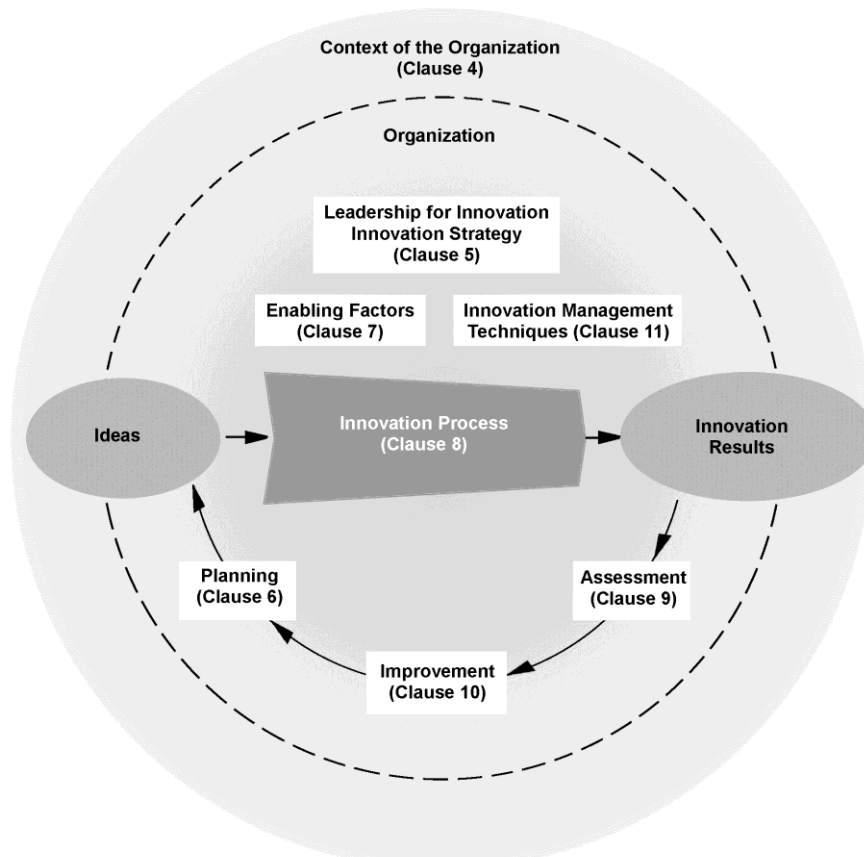 Context of the Organization
(Clause 4)
Organization
Leadership for Innovation
Innovation Strategy
(Clause 5)
Enabling Factors
(Clause 7)
Innovation Management
Techniques (Clause 11)
Ideas
Innovation Process
(Clause 8)
Innovation
Results
Planning
(Clause 6)
Assessment
(Clause 9)
Improvement
(Clause 10)